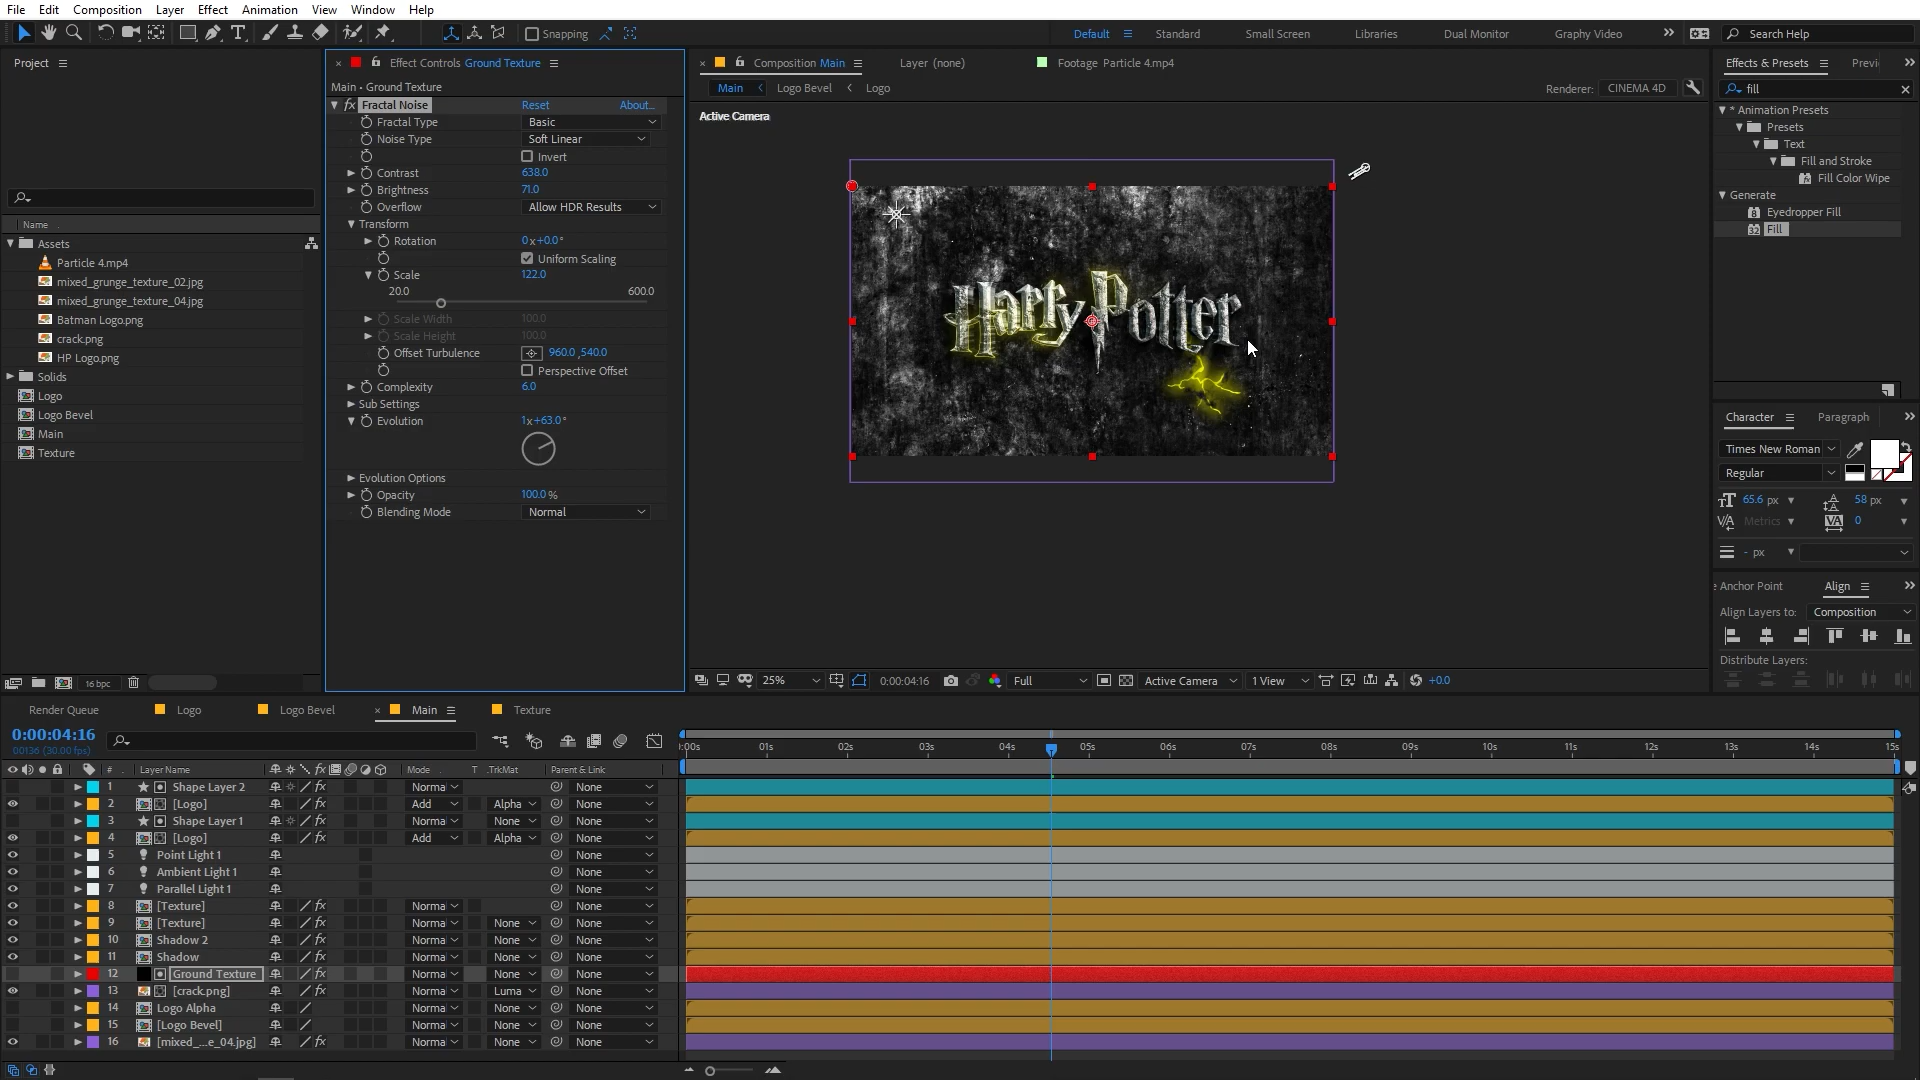 File Edit Composition Layer Effect Animation View Window Help
Snapping
Default Standard Small Screen Libraries Dual Monitor Graphy Video Search Help
Project
Name
Assets
Particle 4.mp4
mixed_grunge_texture_02.jpg
mixed_grunge_texture_04.jpg
Batman Logo.png
crack.png
HP Logo.png
Solids
Logo
Logo Bevel
Main
Texture
16 bpc
Effect Controls Ground Texture
Main • Ground Texture
fx Fractal Noise Reset About...
Fractal Type Basic
Noise Type Soft Linear
Invert
Contrast 638.0
Brightness 71.0
Overflow Allow HDR Results
Transform
Rotation 0x+0.0°
Uniform Scaling
Scale 122.0
20.0 600.0
Scale Width 100.0
Scale Height 100.0
Offset Turbulence 960.0 ,540.0
Perspective Offset
Complexity 6.0
Sub Settings
Evolution 1x+63.0°
Evolution Options
Opacity 100.0 %
Blending Mode Normal
Composition Main Layer (none) Footage Particle 4.mp4
Main Logo Bevel Logo Renderer: CINEMA 4D
Active Camera
Harry Potter
25% 0:00:04:16 Full Active Camera 1 View +0.0
Effects & Presets Previ
fill
* Animation Presets
Presets
Text
Fill and Stroke
Fill Color Wipe
Generate
Eyedropper Fill
Fill
Character Paragraph
Times New Roman
Regular
65.6 px 58 px
Metrics 0
- px
e Anchor Point Align
Align Layers to: Composition
Distribute Layers:
Render Queue Logo Logo Bevel Main Texture
0:00:04:16
00136 (30.00 fps)
:00s 01s 02s 03s 04s 05s 06s 07s 08s 09s 10s 11s 12s 13s 14s 15s
# Layer Name fx Mode T .TrkMat Parent & Link
1 Shape Layer 2 fx Norma None
2 [Logo] fx Add Alpha None
3 Shape Layer 1 fx Norma None None
4 [Logo] fx Add Alpha None
5 Point Light 1 None
6 Ambient Light 1 None
7 Parallel Light 1 None
8 [Texture] fx Norma None
9 [Texture] fx Norma None None
10 Shadow 2 fx Norma None None
11 Shadow fx Norma None None
12 Ground Texture fx Norma None None
13 [crack.png] fx Norma Luma None
14 Logo Alpha Norma None None
15 [Logo Bevel] Norma None None
16 [mixed_...e_04.jpg] fx Norma None None